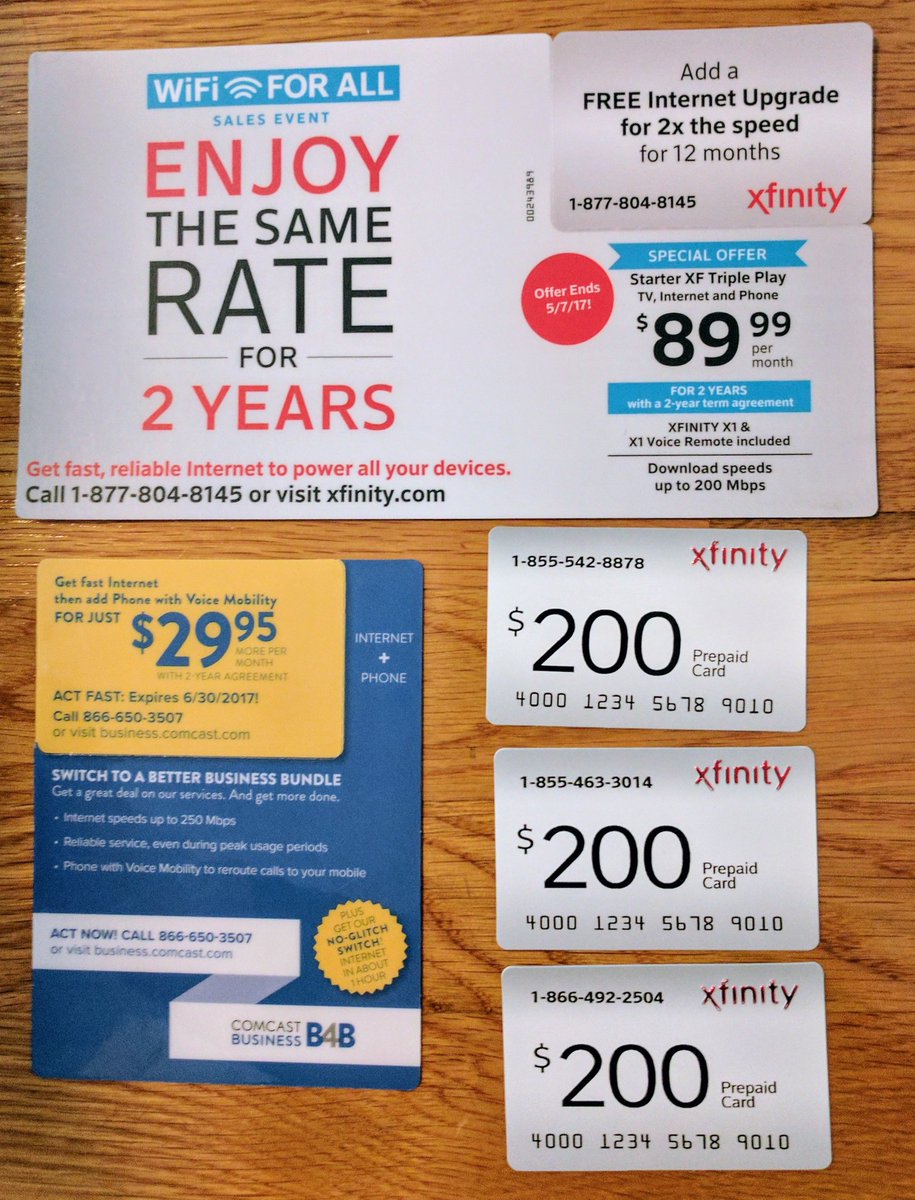 WiFi FOR ALL
SALES EVENT
ENJOY
THE SAME
RATE
FOR
2 YEARS
Get fast, reliable Internet to power all your devices.
Call 1-877-804-8145 or visit xfinity.com
Add a
FREE Internet Upgrade
for 2x the speed
for 12 months
1-877-804-8145 xfinity
Offer Ends
5/7/17!
SPECIAL OFFER
Starter XF Triple Play
TV, Internet and Phone
$89 99
per
month
FOR 2 YEARS
with a 2-year term agreement
XFINITY X1 &
X1 Voice Remote included
Download speeds
up to 200 Mbps
Get fast Internet
then add Phone with Voice Mobility
FOR JUST $29 95
MORE PER
MONTH
WITH 2-YEAR AGREEMENT
ACT FAST: Expires 6/30/2017!
Call 866-650-3507
or visit business.comcast.com
INTERNET
+
PHONE
SWITCH TO A BETTER BUSINESS BUNDLE
Get a great deal on our services. And get more done.
• Internet speeds up to 250 Mbps
• Reliable service, even during peak usage periods
• Phone with Voice Mobility to reroute calls to your mobile
ACT NOW! CALL 866-650-3507
or visit business.comcast.com
PLUS
GET OUR
NO-GLITCH
SWITCH!
INTERNET
IN ABOUT
1 HOUR
COMCAST
BUSINESS B4B
1-855-542-8878 xfinity
$200 Prepaid
Card
4000 1234 5678 9010
1-855-463-3014 xfinity
$200 Prepaid
Card
4000 1234 5678 9010
1-866-492-2504 xfinity
$200 Prepaid
Card
4000 1234 5678 9010